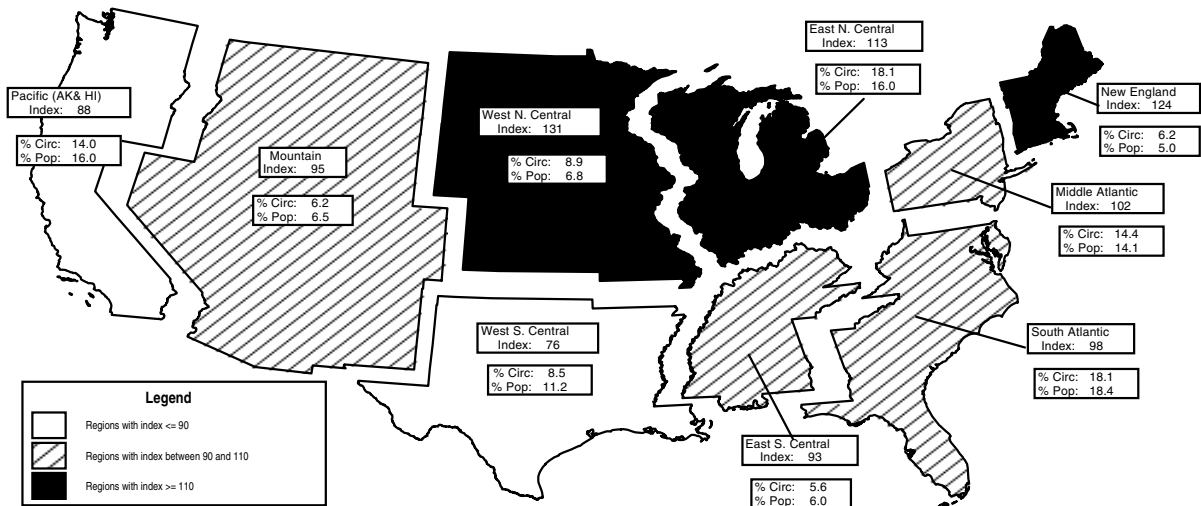 East N. Central
Index: 113
% Circ: 18.1
% Pop: 16.0
Pacific (AK& HI)
Index: 88
% Circ: 14.0
% Pop: 16.0
New England
Index: 124
% Circ: 6.2
% Pop: 5.0
West N. Central
Index: 131
% Circ: 8.9
% Pop: 6.8
Mountain
Index: 95
% Circ: 6.2
% Pop: 6.5
Middle Atlantic
Index: 102
% Circ: 14.4
% Pop: 14.1
West S. Central
Index: 76
% Circ: 8.5
% Pop: 11.2
South Atlantic
Index: 98
% Circ: 18.1
% Pop: 18.4
East S. Central
Index: 93
% Circ: 5.6
% Pop: 6.0
Legend
Regions with index <= 90
Regions with index between 90 and 110
Regions with index >= 110